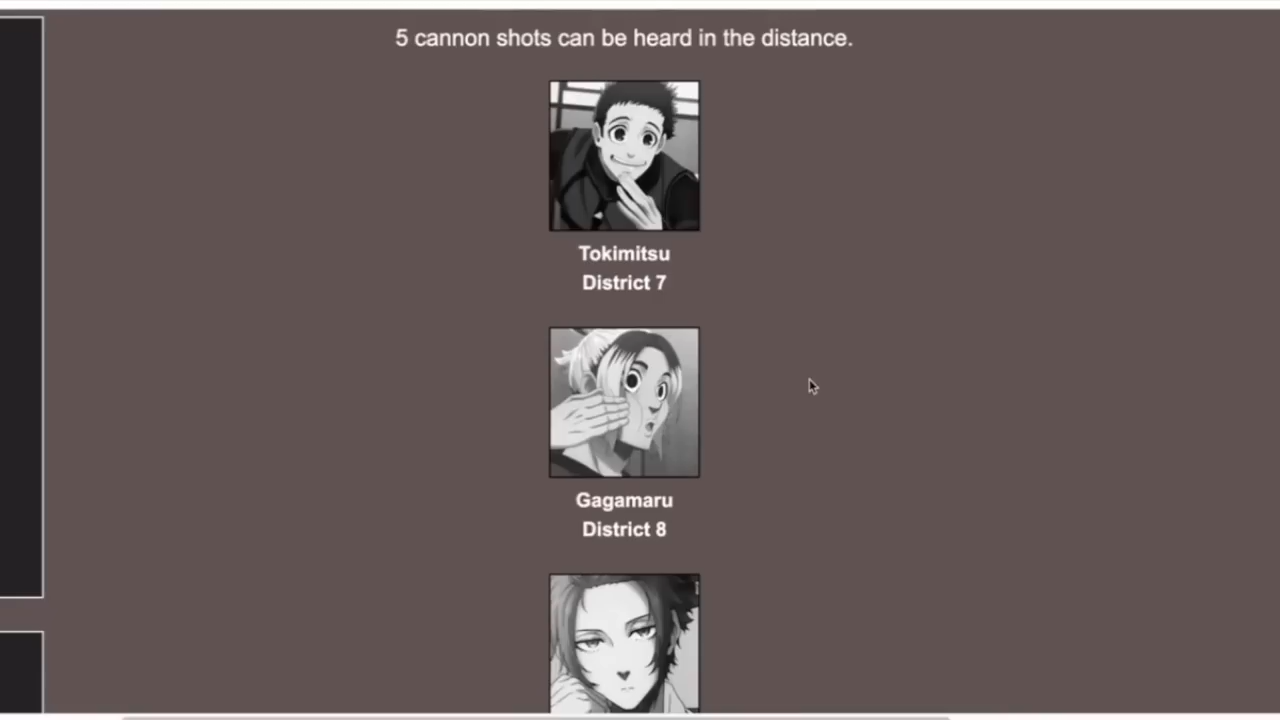 5 cannon shots can be heard in the distance.
Tokimitsu
District 7
Gagamaru
District 8